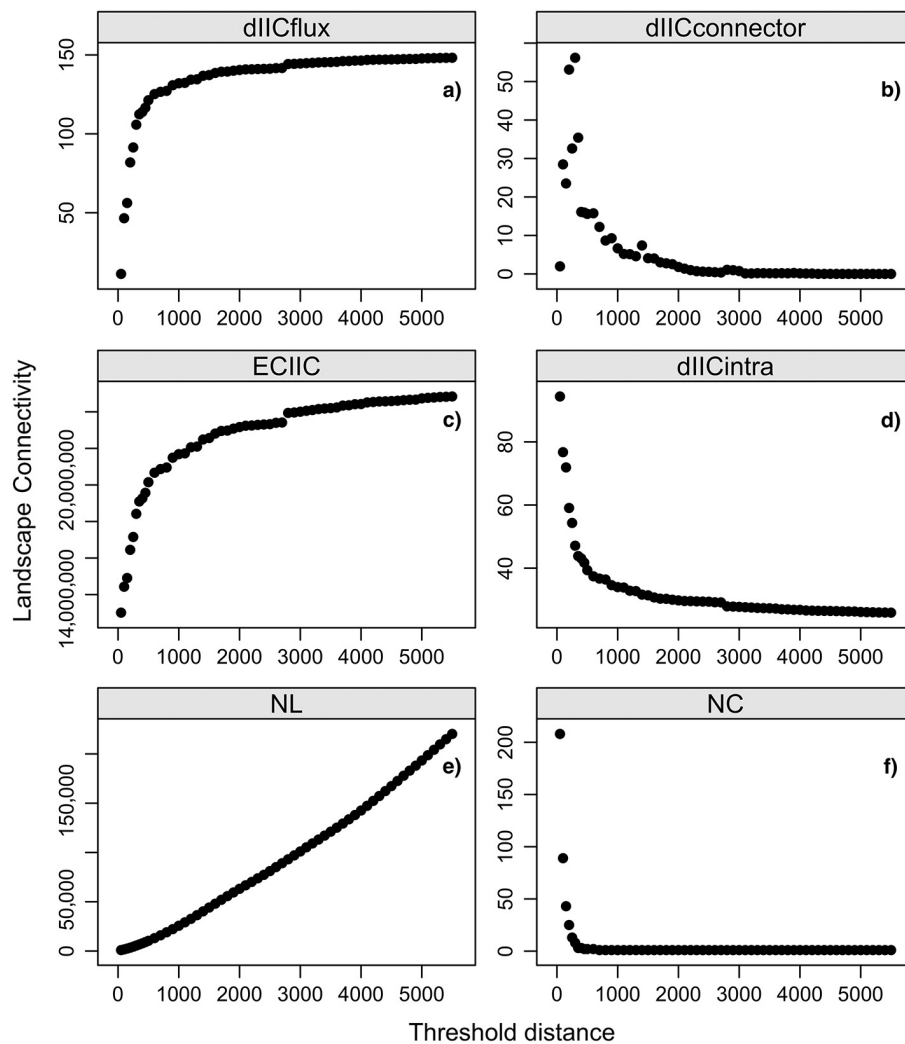 dIICflux
dIICconnector
150
100
50
a)
0 1000 2000 3000 4000 5000
60
50
40
30
20
10
0
b)
0 1000 2000 3000 4000 5000
ECIIC
dIICintra
20,000,000
14,000,000
c)
0 1000 2000 3000 4000 5000
80
60
40
d)
0 1000 2000 3000 4000 5000
NL
NC
150,000
50,000
0
e)
0 1000 2000 3000 4000 5000
200
150
100
50
0
f)
0 1000 2000 3000 4000 5000
Landscape Connectivity
Threshold distance